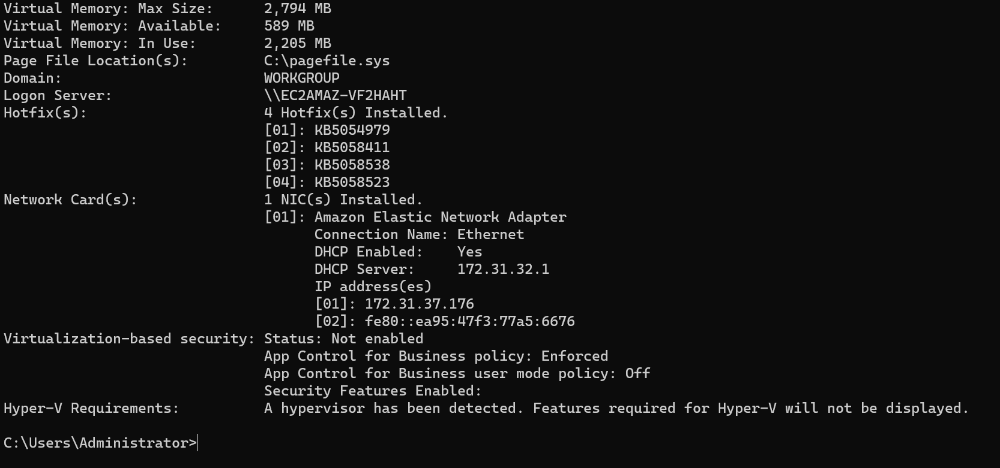 Virtual Memory: Max Size:      2,794 MB
Virtual Memory: Available:     589 MB
Virtual Memory: In Use:        2,205 MB
Page File Location(s):         C:\pagefile.sys
Domain:                        WORKGROUP
Logon Server:                  \\EC2AMAZ-VF2HAHT
Hotfix(s):                     4 Hotfix(s) Installed.
                               [01]: KB5054979
                               [02]: KB5058411
                               [03]: KB5058538
                               [04]: KB5058523
Network Card(s):               1 NIC(s) Installed.
                               [01]: Amazon Elastic Network Adapter
                                     Connection Name: Ethernet
                                     DHCP Enabled:    Yes
                                     DHCP Server:     172.31.32.1
                                     IP address(es)
                                     [01]: 172.31.37.176
                                     [02]: fe80::ea95:47f3:77a5:6676
Virtualization-based security: Status: Not enabled
                               App Control for Business policy: Enforced
                               App Control for Business user mode policy: Off
                               Security Features Enabled:
Hyper-V Requirements:          A hypervisor has been detected. Features required for Hyper-V will not be displayed.

C:\Users\Administrator>